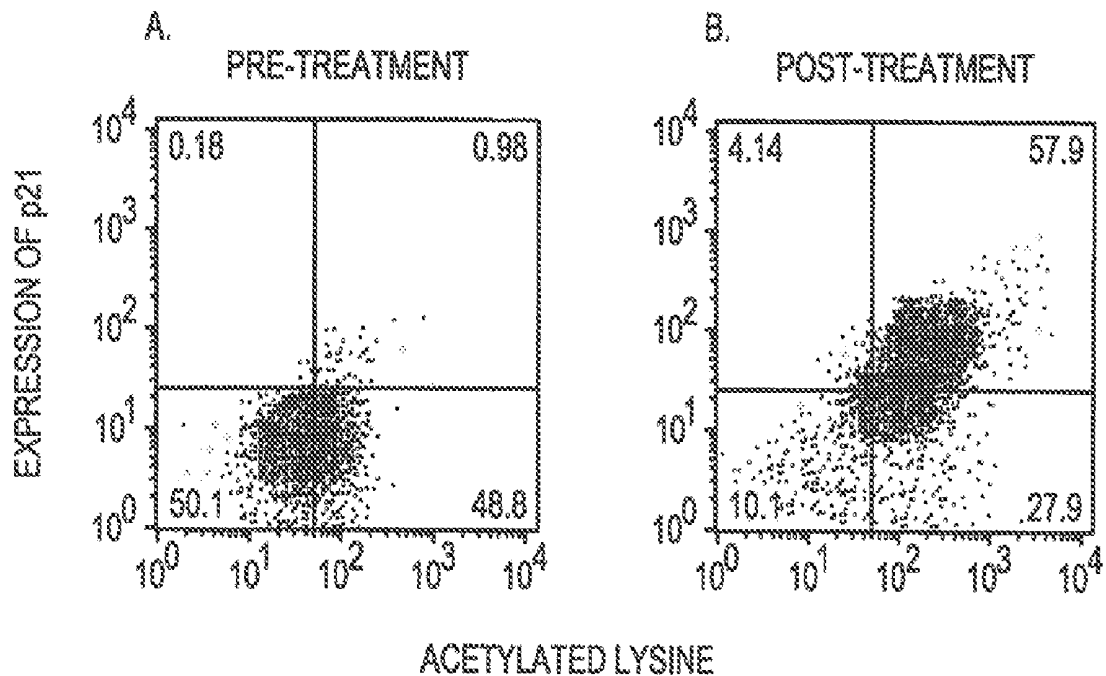 A.
PRE-TREATMENT
B.
POST-TREATMENT
EXPRESSION OF p21
10⁴
10³
10²
10¹
10⁰
0.18
0.98
50.1
48.8
10⁰ 10¹ 10² 10³ 10⁴
10⁴
10³
10²
10¹
10⁰
4.14
57.9
10.1
27.9
10⁰ 10¹ 10² 10³ 10⁴
ACETYLATED LYSINE